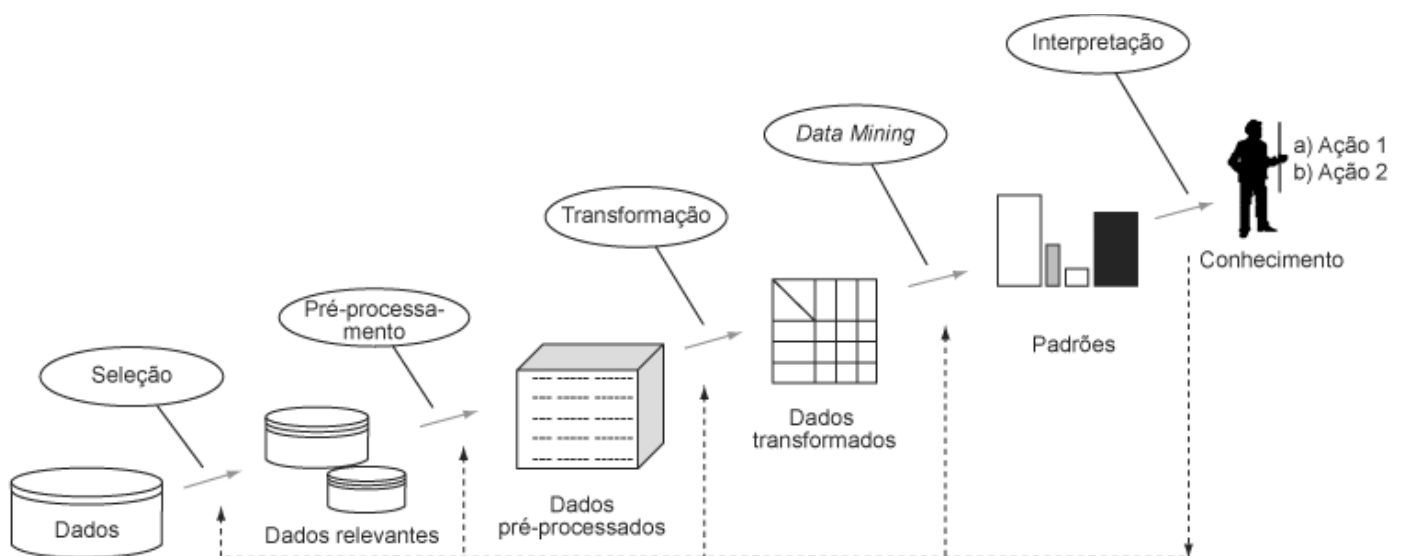 Interpretação
Data Mining
a) Ação 1
b) Ação 2
Transformação
Conhecimento
Pré-processa-
mento
Padrões
Seleção
Dados
transformados
Dados
pré-processados
Dados relevantes
Dados